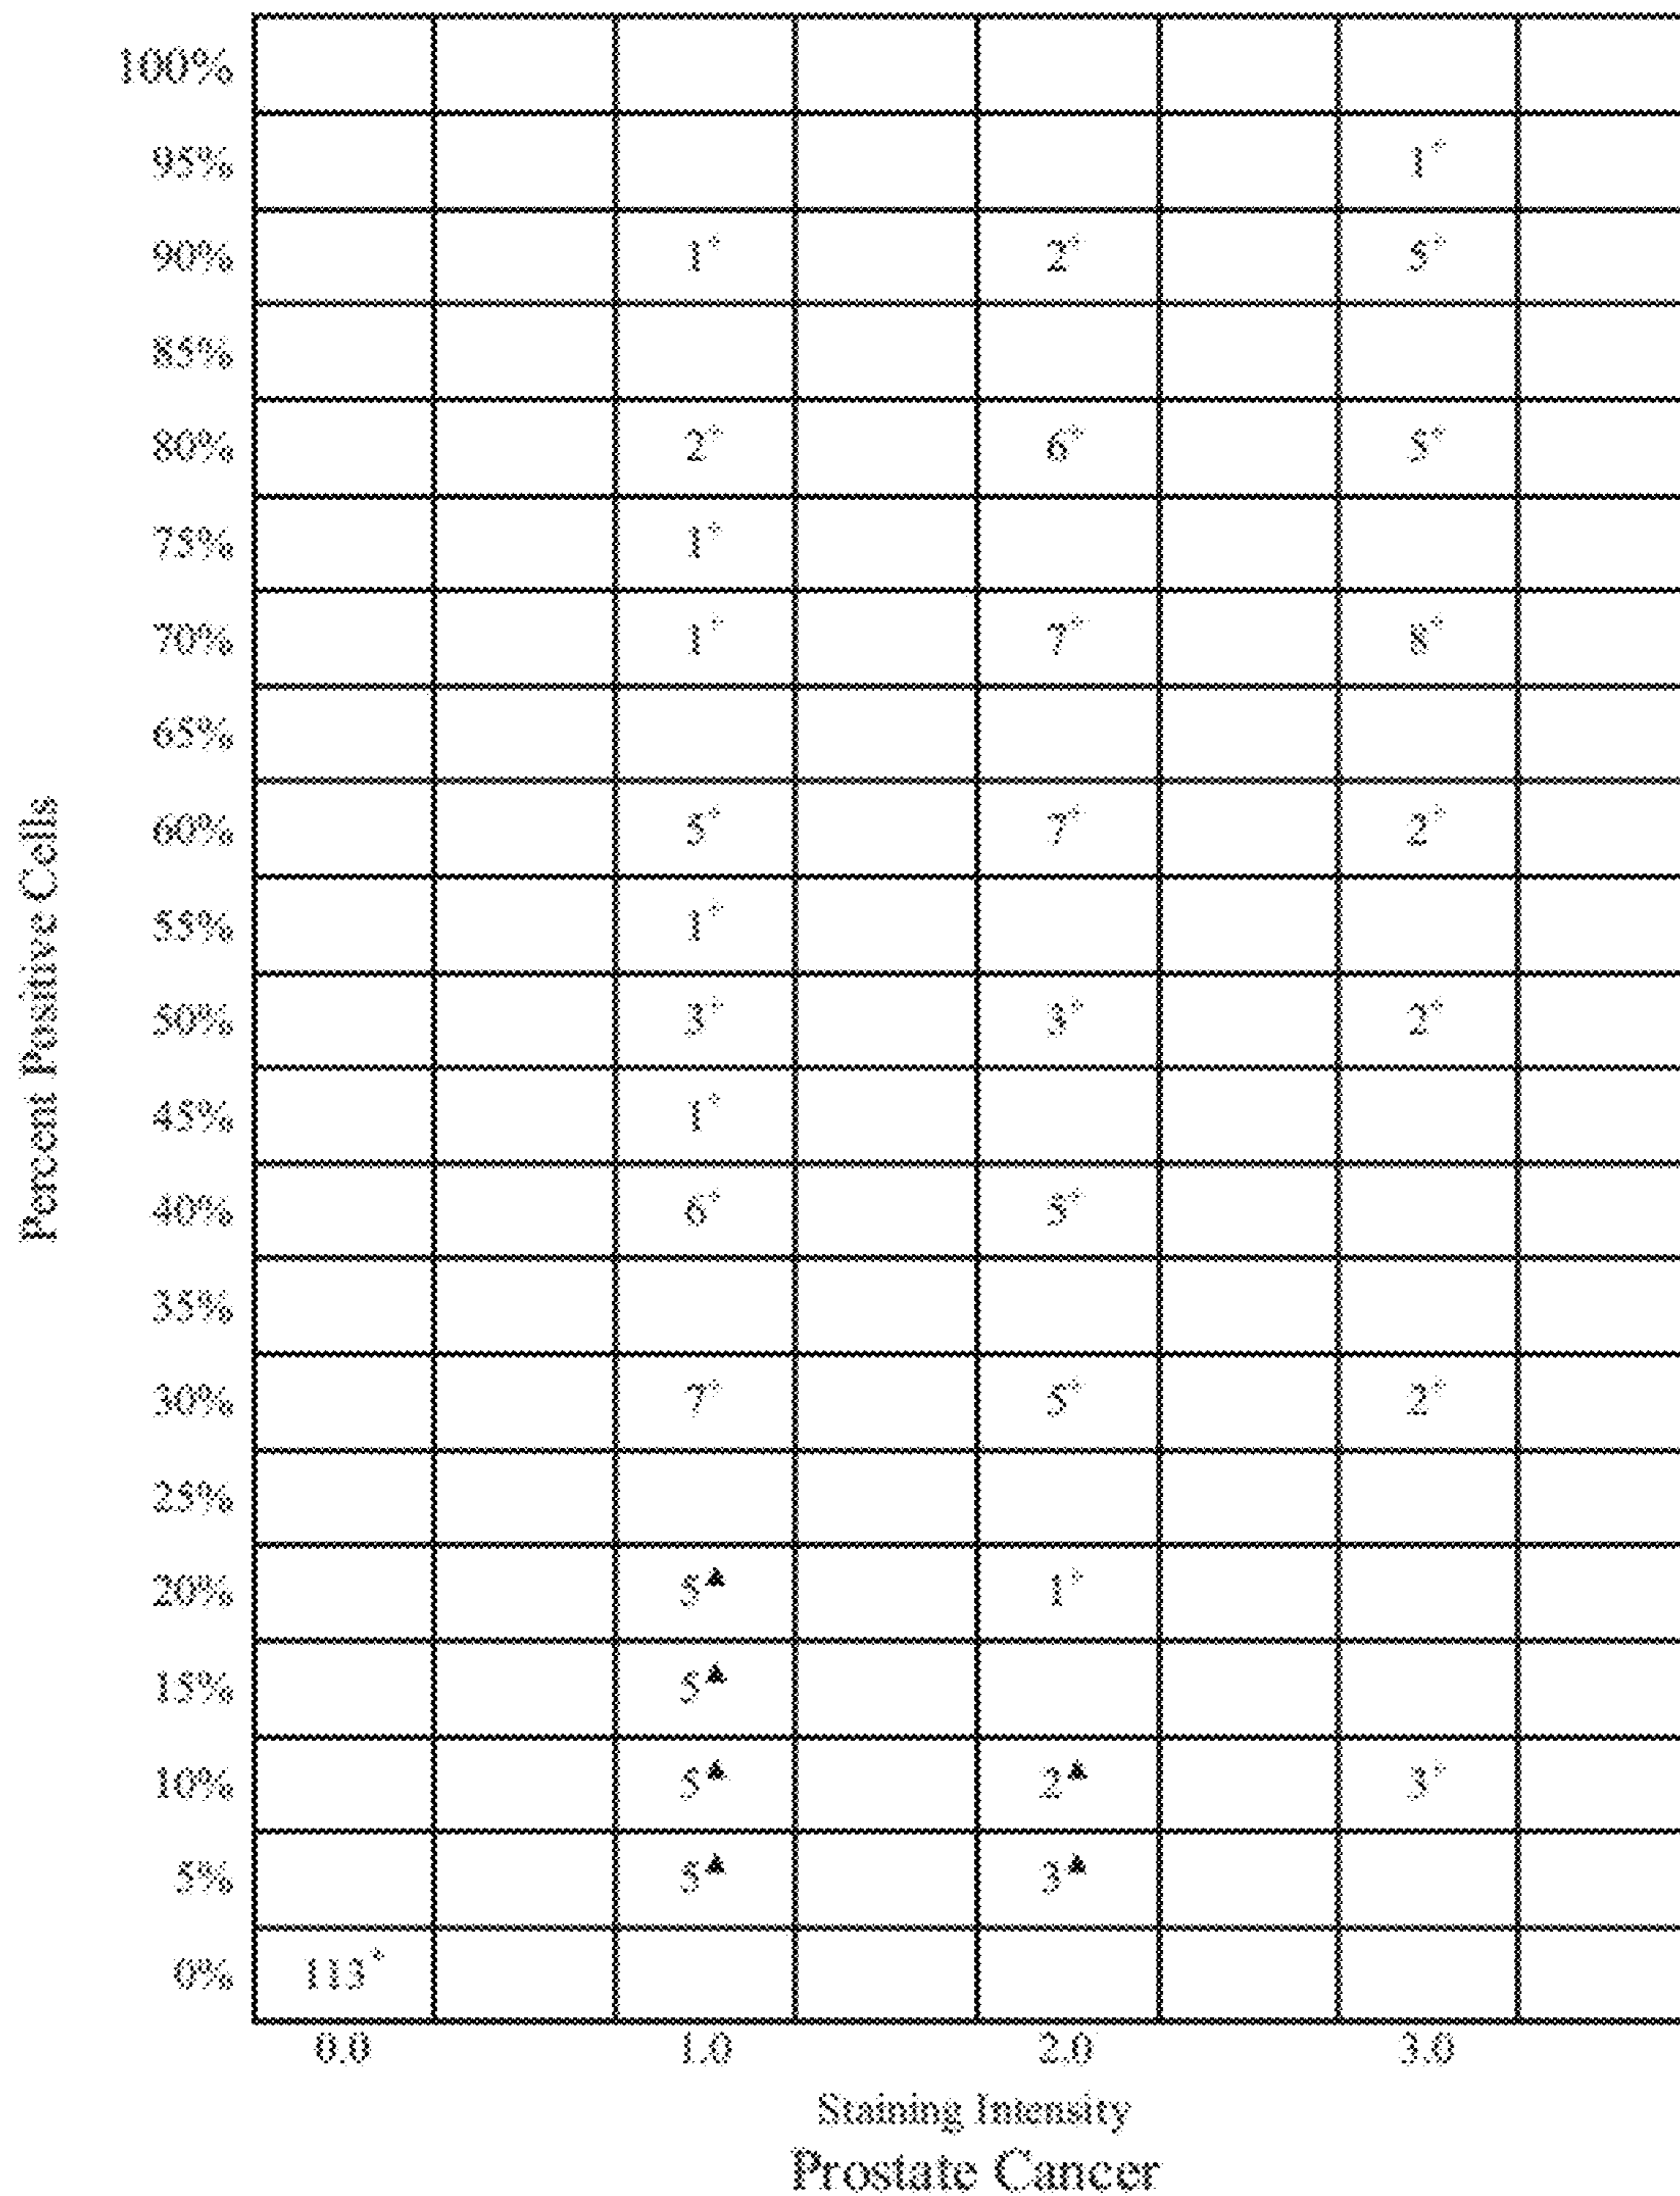 100%
95% 1+
90% 1+ 2+ 5+
85%
80% 2+ 6+ 5+
75% 1+
70% 1+ 7+ 8+
65%
60% 5+ 7+ 2+
55% 1+
50% 3+ 3+ 2+
45% 1+
40% 6+ 5+
35%
30% 7+ 5+ 2+
25%
20% 5▲ 1+
15% 5▲
10% 5▲ 2▲ 3+
5% 5▲ 3▲
0% 113*
0.0 1.0 2.0 3.0
Percent Positive Cells
Staining Intensity
Prostate Cancer